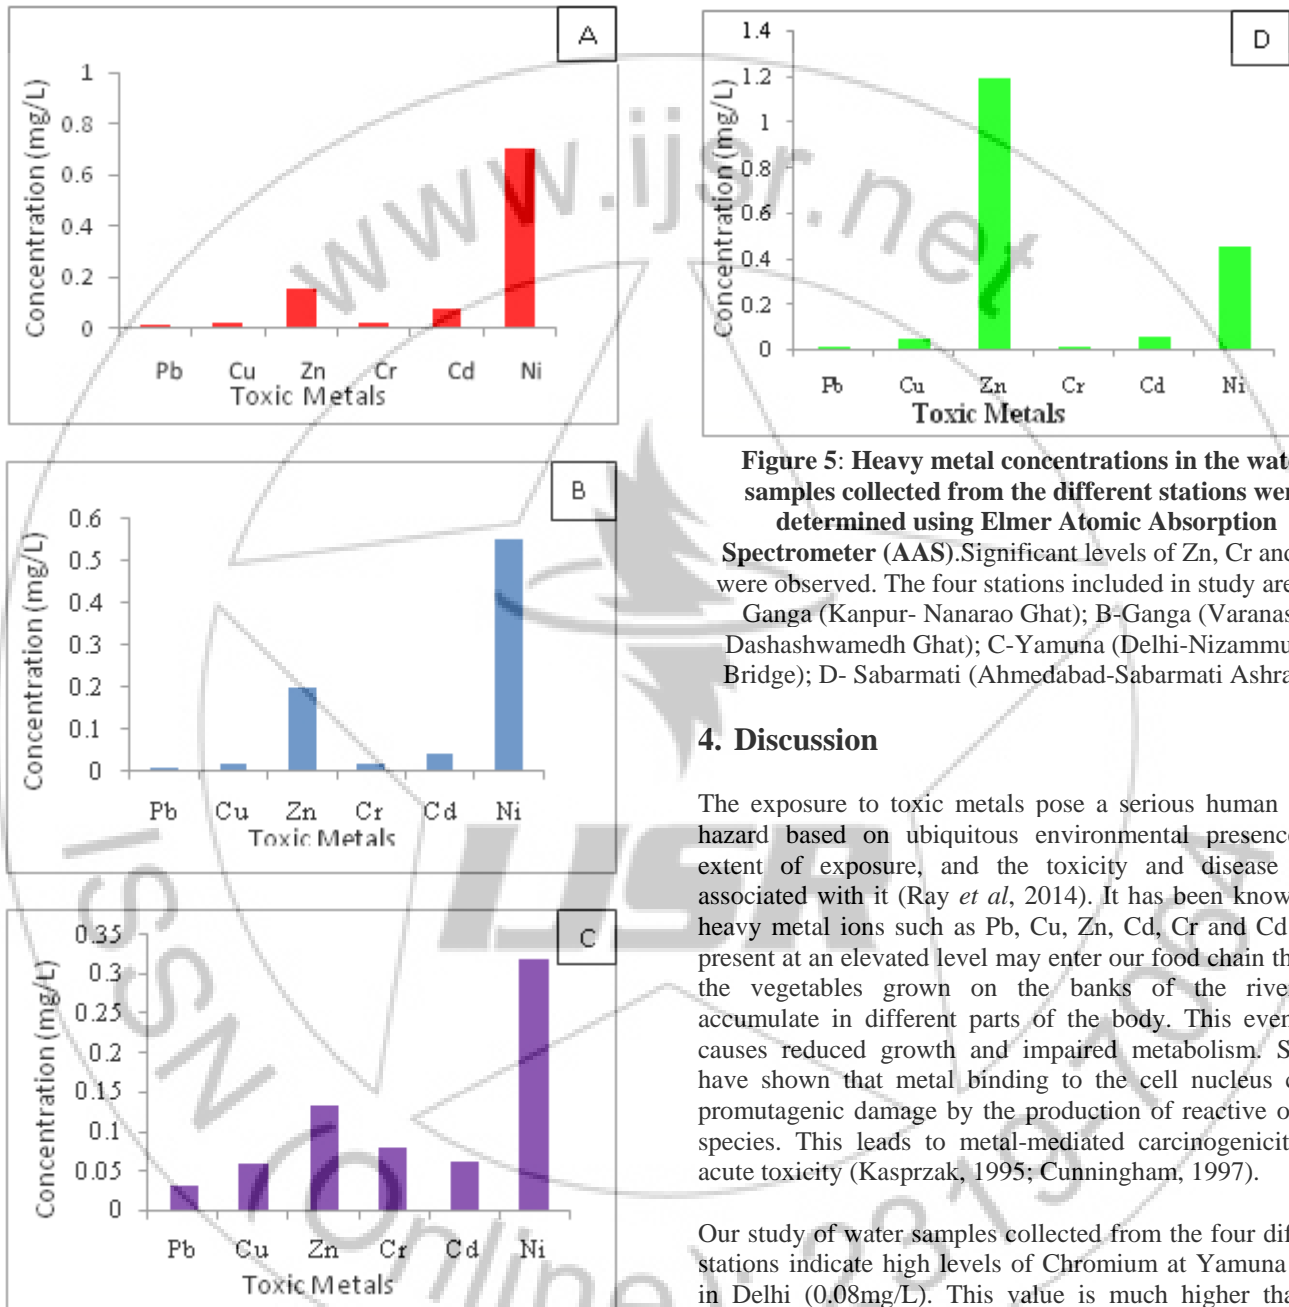 A
Concentration (mg/L)
1
0.8
0.6
0.4
0.2
0
Pb Cu Zn Cr Cd Ni
Toxic Metals
B
Concentration (mg/L)
0.6
0.5
0.4
0.3
0.2
0.1
0
Pb Cu Zn Cr Cd Ni
Toxic Metals
C
Concentration (mg/L)
0.35
0.3
0.25
0.2
0.15
0.1
0.05
0
Pb Cu Zn Cr Cd Ni
Toxic Metals
D
Concentration (mg/L)
1.4
1.2
1
0.8
0.6
0.4
0.2
0
Pb Cu Zn Cr Cd Ni
Toxic Metals
Figure 5: Heavy metal concentrations in the wat
samples collected from the different stations wer
determined using Elmer Atomic Absorption
Spectrometer (AAS).Significant levels of Zn, Cr and
were observed. The four stations included in study are
Ganga (Kanpur- Nanarao Ghat); B-Ganga (Varanas
Dashashwamedh Ghat); C-Yamuna (Delhi-Nizammu
Bridge); D- Sabarmati (Ahmedabad-Sabarmati Ashra
4. Discussion
The exposure to toxic metals pose a serious human
hazard based on ubiquitous environmental presence
extent of exposure, and the toxicity and disease
associated with it (Ray et al, 2014). It has been know
heavy metal ions such as Pb, Cu, Zn, Cd, Cr and Cd
present at an elevated level may enter our food chain th
the vegetables grown on the banks of the rive
accumulate in different parts of the body. This even
causes reduced growth and impaired metabolism. S
have shown that metal binding to the cell nucleus c
promutagenic damage by the production of reactive o
species. This leads to metal-mediated carcinogenicit
acute toxicity (Kasprzak, 1995; Cunningham, 1997).
Our study of water samples collected from the four diff
stations indicate high levels of Chromium at Yamuna
in Delhi (0.08mg/L). This value is much higher tha
www.ijsr.net
IJSR
ISSN (Online): 2319-7064